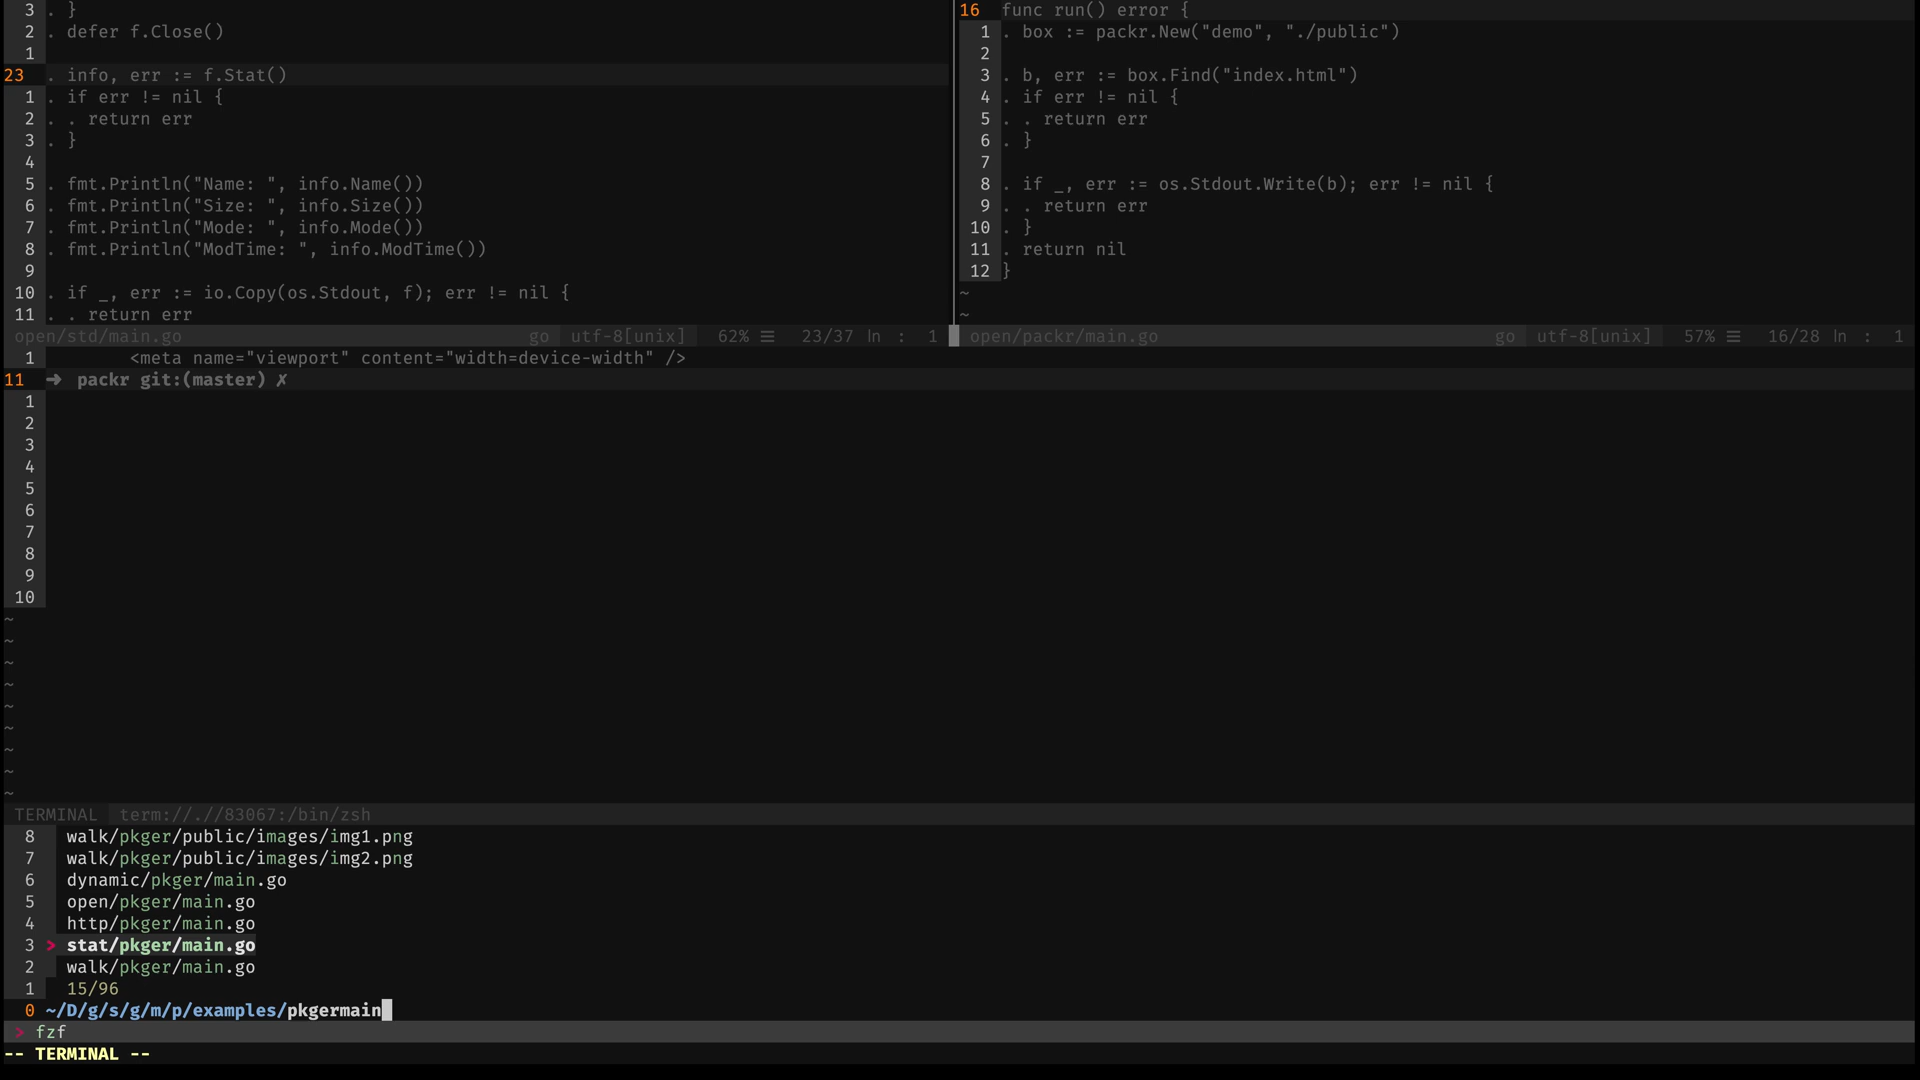 3 . }
2 . defer f.Close()
1
23 . info, err := f.Stat()
1 . if err != nil {
2 . . return err
3 . }
4
5 . fmt.Println("Name: ", info.Name())
6 . fmt.Println("Size: ", info.Size())
7 . fmt.Println("Mode: ", info.Mode())
8 . fmt.Println("ModTime: ", info.ModTime())
9
10 . if _, err := io.Copy(os.Stdout, f); err != nil {
11 . . return err
open/std/main.go go utf-8[unix] 62% ☰ 23/37 ln : 1
16 func run() error {
1 . box := packr.New("demo", "./public")
2
3 . b, err := box.Find("index.html")
4 . if err != nil {
5 . . return err
6 . }
7
8 . if _, err := os.Stdout.Write(b); err != nil {
9 . . return err
10 . }
11 . return nil
12 }
~
~
open/packr/main.go go utf-8[unix] 57% ☰ 16/28 ln : 1
1 <meta name="viewport" content="width=device-width" />
11 ➜ packr git:(master) ✗
1
2
3
4
5
6
7
8
9
10
~
~
~
~
~
~
~
~
~
TERMINAL term://.//83067:/bin/zsh
8 walk/pkger/public/images/img1.png
7 walk/pkger/public/images/img2.png
6 dynamic/pkger/main.go
5 open/pkger/main.go
4 http/pkger/main.go
3 > stat/pkger/main.go
2 walk/pkger/main.go
1 15/96
0 ~/D/g/s/g/m/p/examples/pkgermain
> fzf
-- TERMINAL --